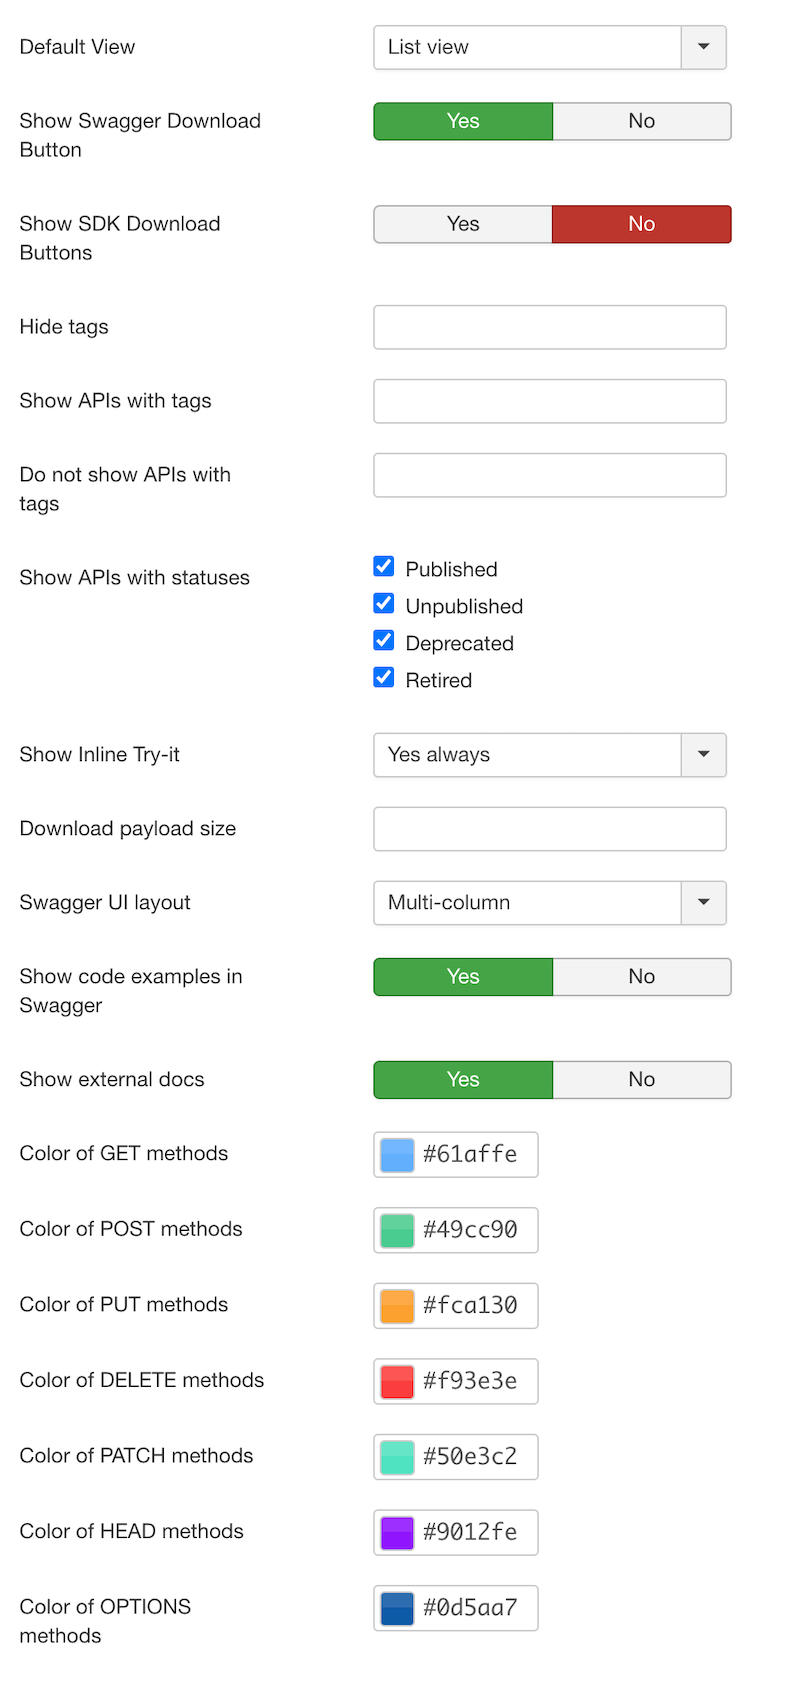 Default View
List view
Show Swagger Download
Button
Yes
No
Show SDK Download
Buttons
Yes
No
Hide tags
Show APIs with tags
Do not show APIs with
tags
Show APIs with statuses
Published
Unpublished
Deprecated
Retired
Show Inline Try-it
Yes always
Download payload size
Swagger UI layout
Multi-column
Show code examples in
Swagger
Yes
No
Show external docs
Yes
No
Color of GET methods
#61affe
Color of POST methods
#49cc90
Color of PUT methods
#fca130
Color of DELETE methods
#f93e3e
Color of PATCH methods
#50e3c2
Color of HEAD methods
#9012fe
Color of OPTIONS
methods
#0d5aa7